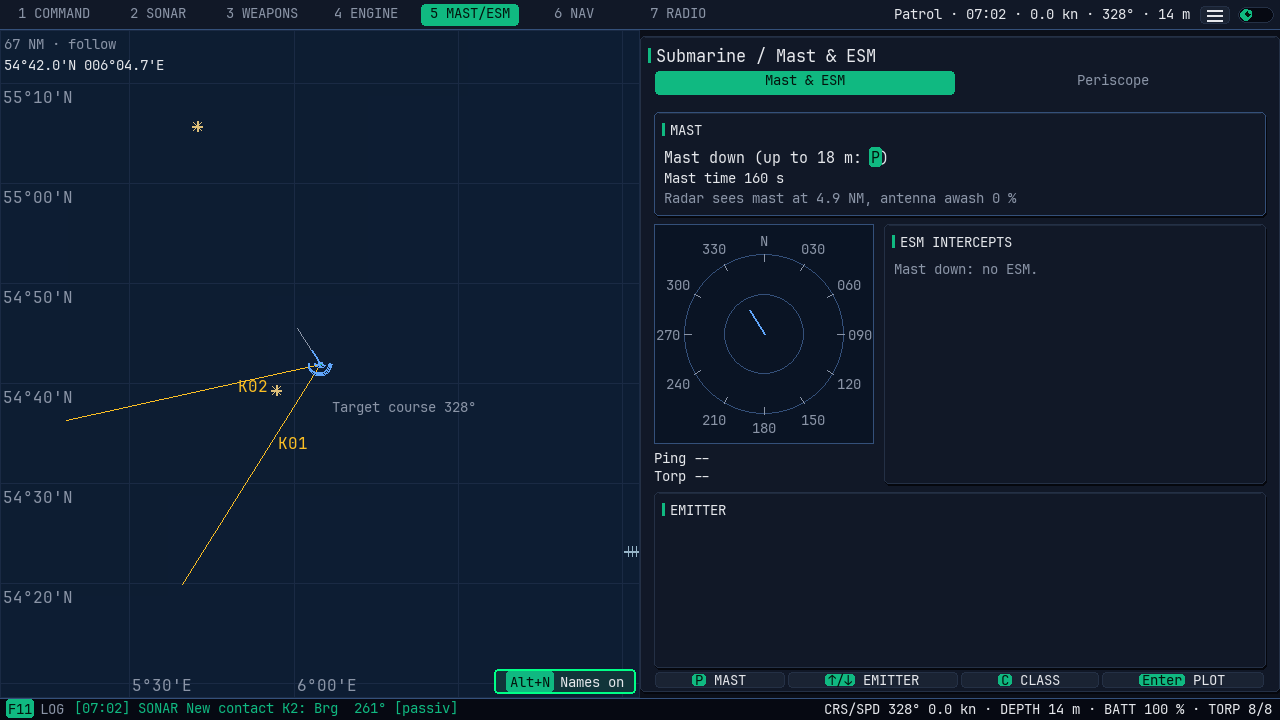 1 COMMAND 2 SONAR 3 WEAPONS 4 ENGINE 5 MAST/ESM 6 NAV 7 RADIO Patrol · 07:02 · 0.0 kn · 328° · 14 m
67 NM · follow
54°42.0'N 006°04.7'E
55°10'N
55°00'N
54°50'N
54°40'N
54°30'N
54°20'N
5°30'E 6°00'E
K02
K01
Target course 328°
Alt+N Names on
Submarine / Mast & ESM
Mast & ESM Periscope
MAST
Mast down (up to 18 m: P)
Mast time 160 s
Radar sees mast at 4.9 NM, antenna awash 0 %
N
330 030
300 060
270 090
240 120
210 150
180
Ping --
Torp --
ESM INTERCEPTS
Mast down: no ESM.
EMITTER
P MAST ↑/↓ EMITTER C CLASS Enter PLOT
F11 LOG [07:02] SONAR New contact K2: Brg 261° [passiv] CRS/SPD 328° 0.0 kn · DEPTH 14 m · BATT 100 % · TORP 8/8